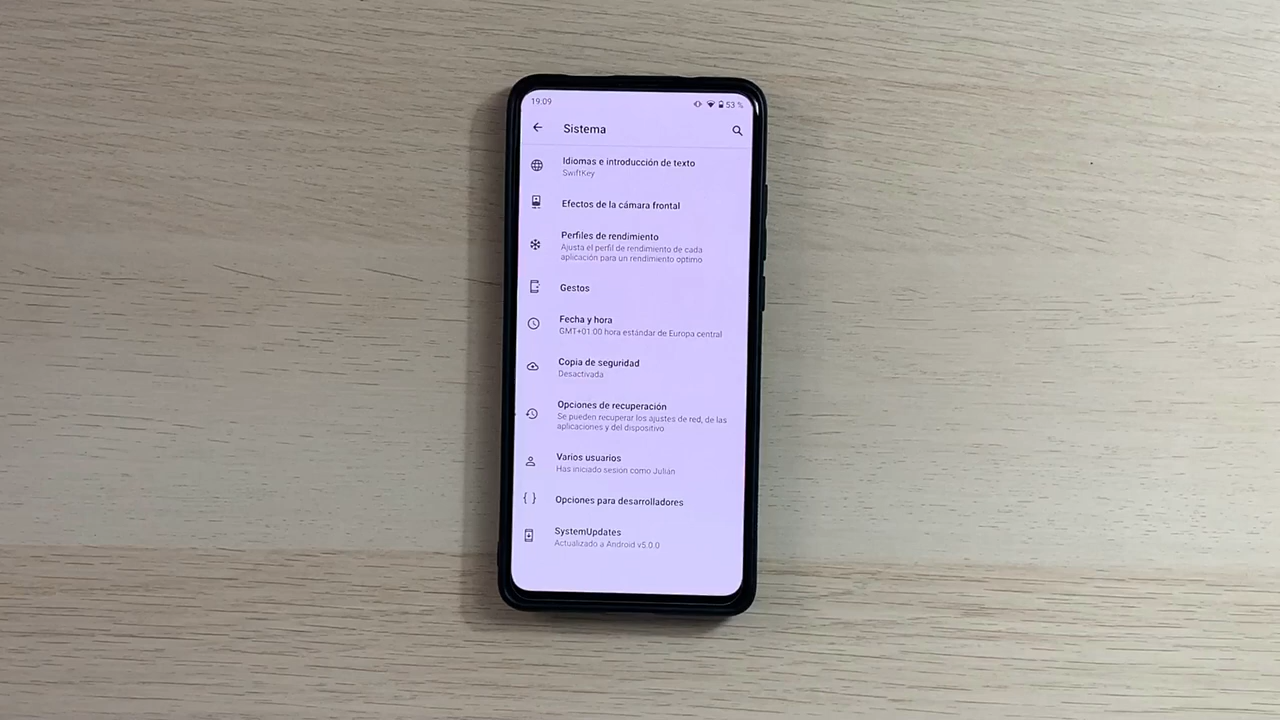 19:09 53 %
Sistema
Idiomas e introducción de texto
SwiftKey
Efectos de la cámara frontal
Perfiles de rendimiento
Ajusta el perfil de rendimiento de cada
aplicación para un rendimiento optimo
Gestos
Fecha y hora
GMT+01:00 hora estándar de Europa central
Copia de seguridad
Desactivada
Opciones de recuperación
Se pueden recuperar los ajustes de red, de las
aplicaciones y del dispositivo
Varios usuarios
Has iniciado sesión como Julián
Opciones para desarrolladores
SystemUpdates
Actualizado a Android v5.0.0